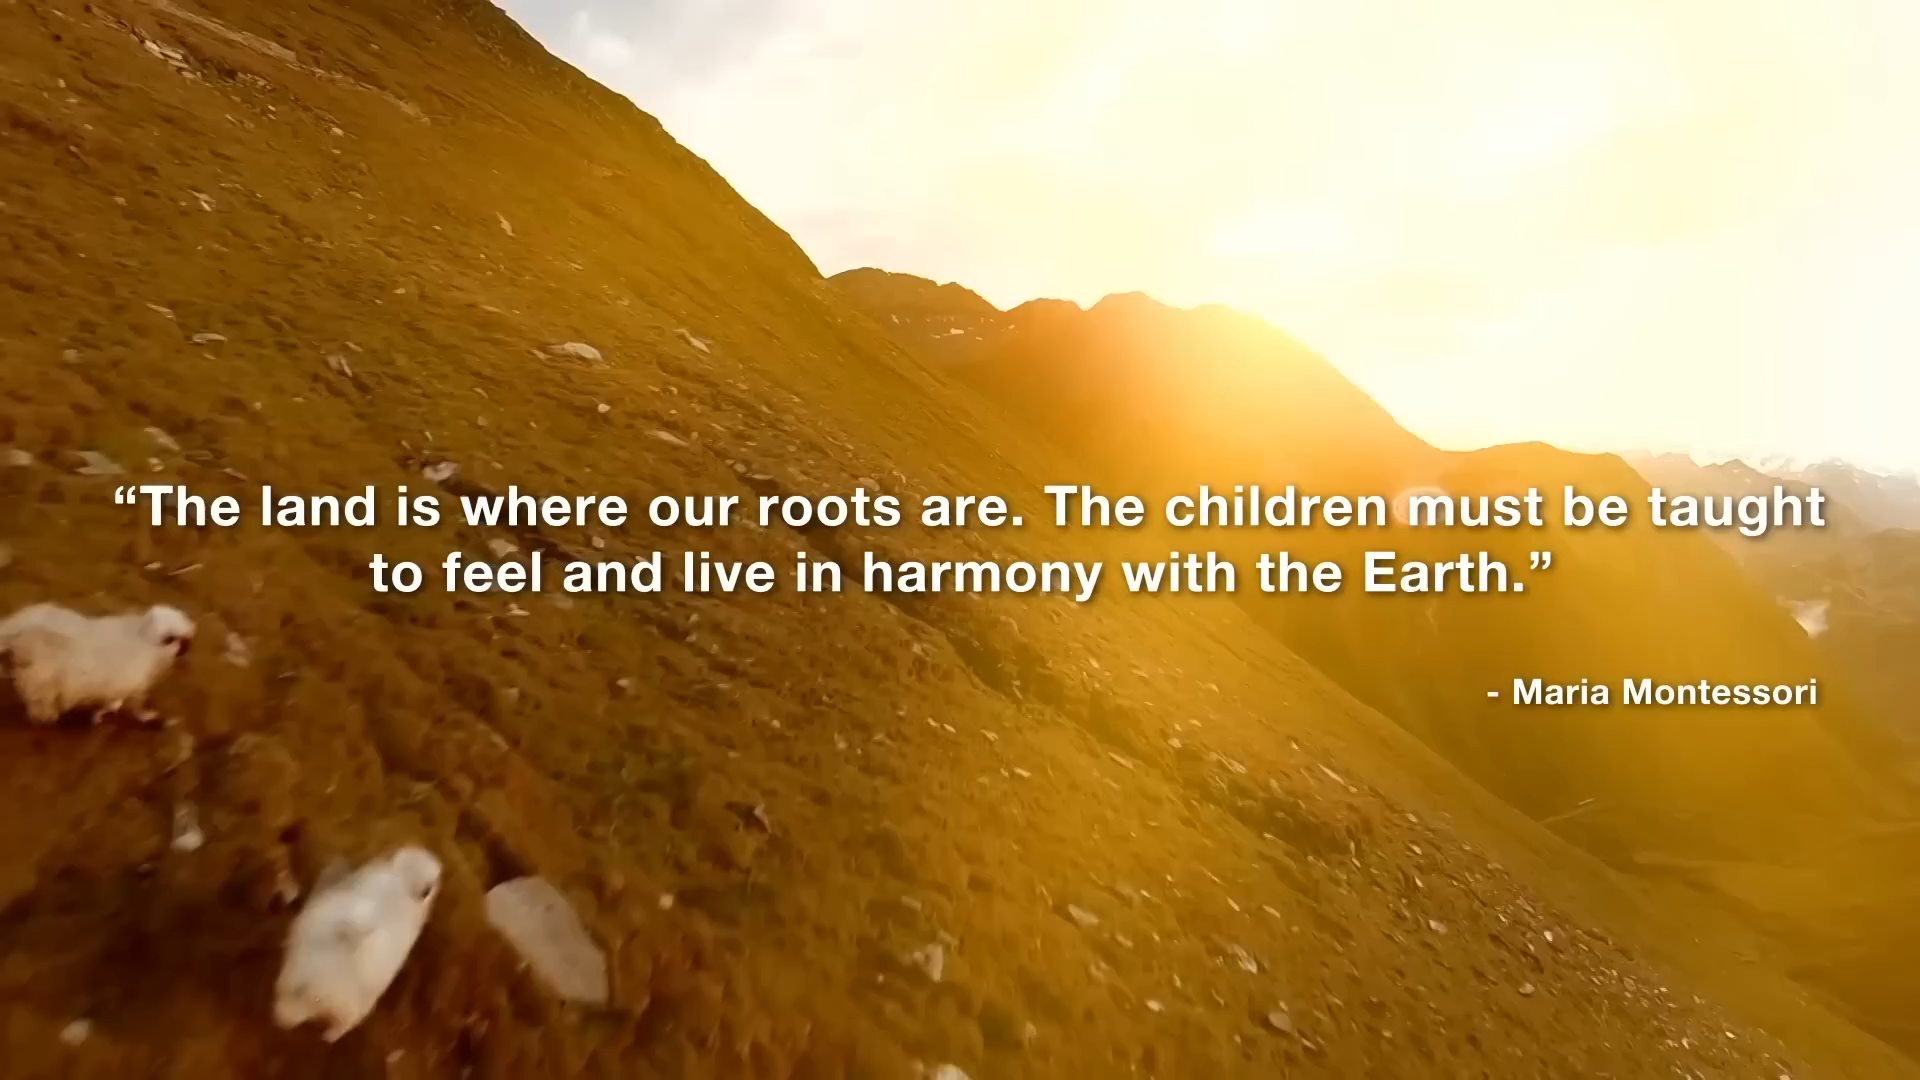 “The land is where our roots are. The children must be taught
to feel and live in harmony with the Earth.”
- Maria Montessori